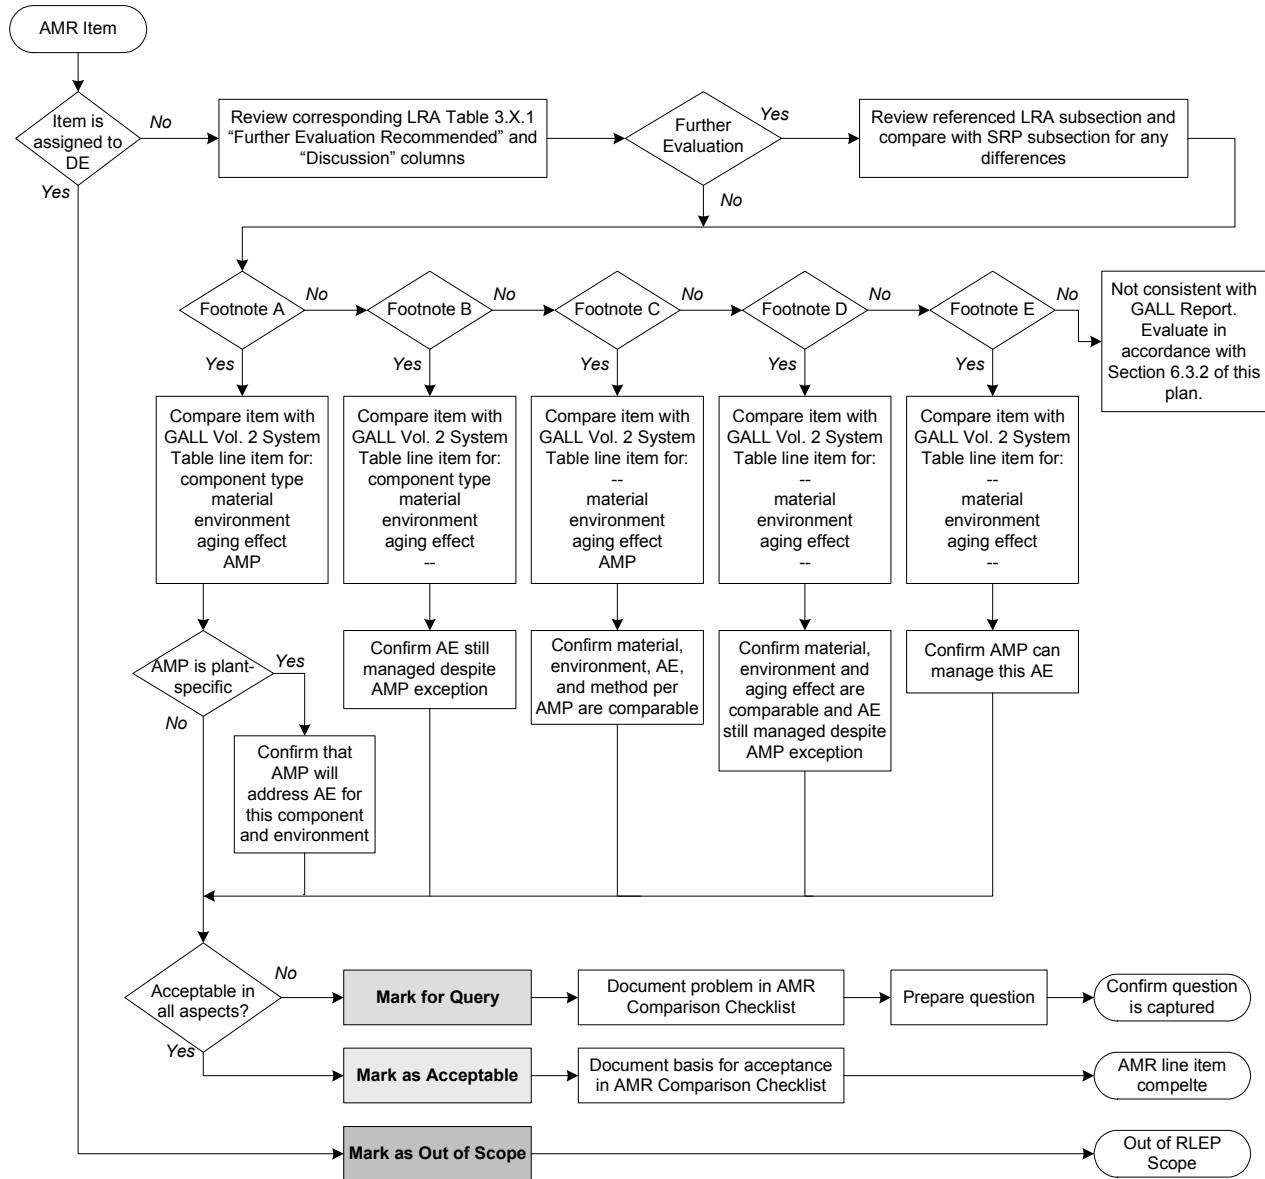 AMR Item
Item is
assigned to
DE
No
Yes
Review corresponding LRA Table 3.X.1
“Further Evaluation Recommended” and
“Discussion” columns
Further
Evaluation
Yes
No
Review referenced LRA subsection and
compare with SRP subsection for any
differences
Footnote A
No
Yes
Footnote B
No
Yes
Footnote C
No
Yes
Footnote D
No
Yes
Footnote E
No
Yes
Not consistent with
GALL Report.
Evaluate in
accordance with
Section 6.3.2 of this
plan.
Compare item with
GALL Vol. 2 System
Table line item for:
component type
material
environment
aging effect
AMP
Compare item with
GALL Vol. 2 System
Table line item for:
component type
material
environment
aging effect
--
Compare item with
GALL Vol. 2 System
Table line item for:
--
material
environment
aging effect
AMP
Compare item with
GALL Vol. 2 System
Table line item for:
--
material
environment
aging effect
--
Compare item with
GALL Vol. 2 System
Table line item for:
--
material
environment
aging effect
--
AMP is plant-
specific
Yes
No
Confirm that
AMP will
address AE for
this component
and environment
Confirm AE still
managed despite
AMP exception
Confirm material,
environment, AE,
and method per
AMP are comparable
Confirm material,
environment and
aging effect are
comparable and AE
still managed despite
AMP exception
Confirm AMP can
manage this AE
Acceptable in
all aspects?
No
Yes
Mark for Query
Document problem in AMR
Comparison Checklist
Prepare question
Confirm question
is captured
Mark as Acceptable
Document basis for acceptance
in AMR Comparison Checklist
AMR line item
compelte
Mark as Out of Scope
Out of RLEP
Scope